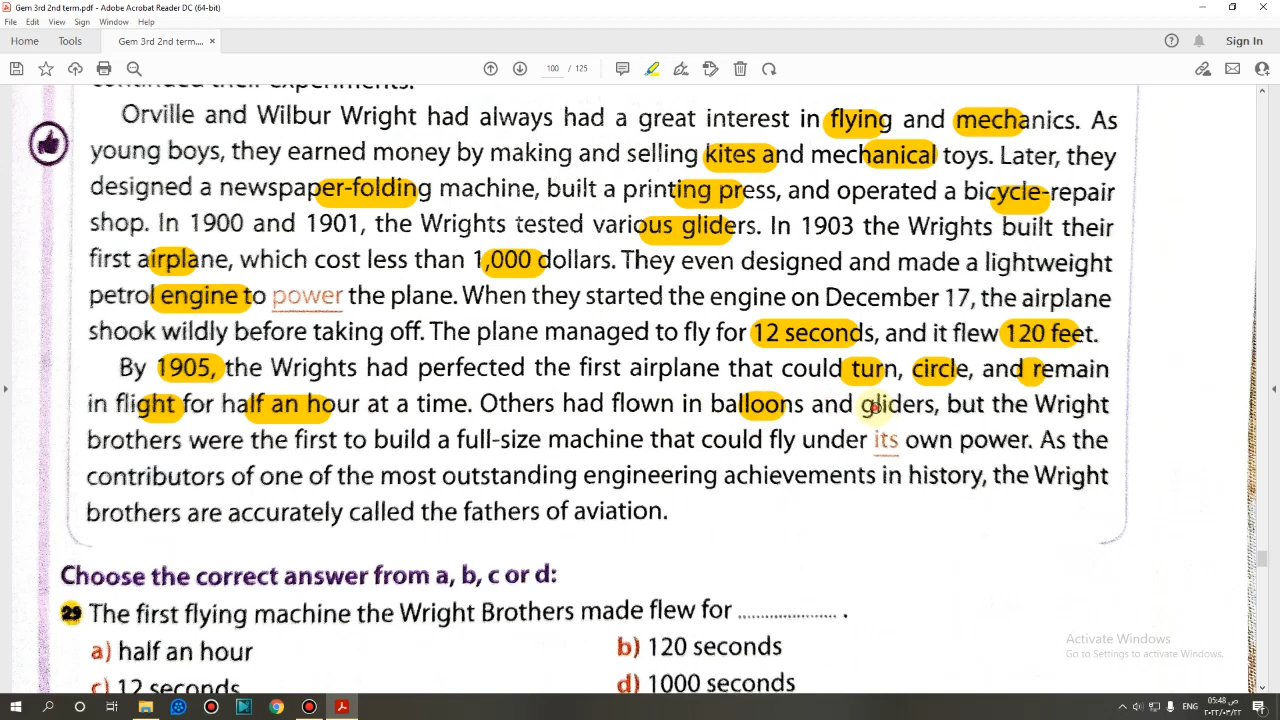 Gem 3rd 2nd term.pdf - Adobe Acrobat Reader DC (64-bit)
File Edit View Sign Window Help
Home Tools Gem 3rd 2nd term.... × Sign In
100 / 125
continued their experiments.
Orville and Wilbur Wright had always had a great interest in flying and mechanics. As
young boys, they earned money by making and selling kites and mechanical toys. Later, they
designed a newspaper-folding machine, built a printing press, and operated a bicycle-repair
shop. In 1900 and 1901, the Wrights tested various gliders. In 1903 the Wrights built their
first airplane, which cost less than 1,000 dollars. They even designed and made a lightweight
petrol engine to power the plane. When they started the engine on December 17, the airplane
shook wildly before taking off. The plane managed to fly for 12 seconds, and it flew 120 feet.
By 1905, the Wrights had perfected the first airplane that could turn, circle, and remain
in flight for half an hour at a time. Others had flown in balloons and gliders, but the Wright
brothers were the first to build a full-size machine that could fly under its own power. As the
contributors of one of the most outstanding engineering achievements in history, the Wright
brothers are accurately called the fathers of aviation.
Choose the correct answer from a, b, c or d:
25 The first flying machine the Wright Brothers made flew for ................ .
a) half an hour b) 120 seconds
c) 12 seconds d) 1000 seconds
Activate Windows
Go to Settings to activate Windows.
ENG 05:48 ص
٢٠٢٢/٠٣/٢٢